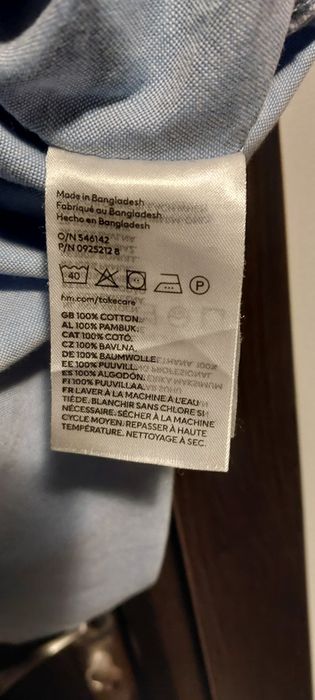 Made in Bangladesh
Fabriqué au Bangladesh
Hecho en Bangladesh
O/N 546142
P/N 0925212 8
40
P
hm.com/takecare
GB 100% COTTON.
AL 100% PAMBUK.
CAT 100% COTÓ.
CZ 100% BAVLNA.
DE 100% BAUMWOLLE.
EE 100% PUUVILL.
ES 100% ALGODÓN.
FI 100% PUUVILLAA.
FR LAVER À LA MACHINE À L'EAU
TIÈDE. BLANCHIR SANS CHLORE SI
NÉCESSAIRE. SÉCHER À LA MACHINE
CYCLE MOYEN. REPASSER À HAUTE
TEMPÉRATURE. NETTOYAGE À SEC.